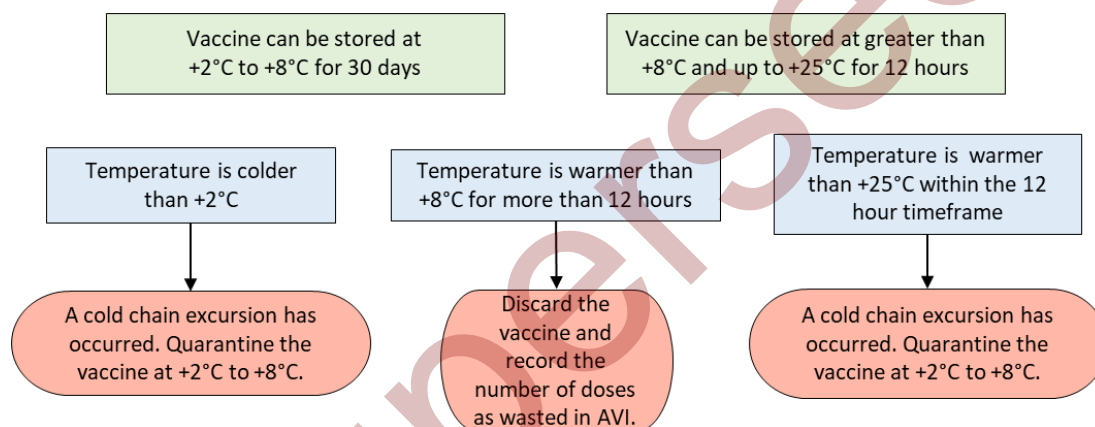 Vaccine can be stored at
+2°C to +8°C for 30 days
Vaccine can be stored at greater than
+8°C and up to +25°C for 12 hours
Temperature is colder
than +2°C
Temperature is warmer than
+8°C for more than 12 hours
Temperature is warmer
than +25°C within the 12
hour timeframe
A cold chain excursion has
occurred. Quarantine the
vaccine at +2°C to +8°C.
Discard the
vaccine and
record the
number of doses
as wasted in AVI.
A cold chain excursion has
occurred. Quarantine the
vaccine at +2°C to +8°C.